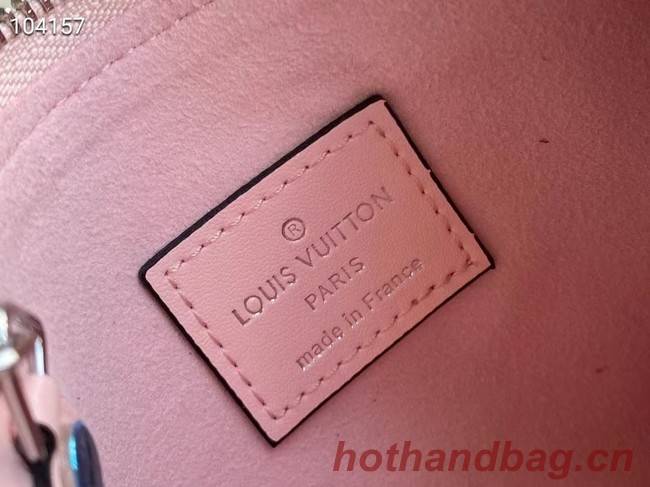 104157
®
LOUIS VUITTON
PARIS
made in France
hothandbag.cn